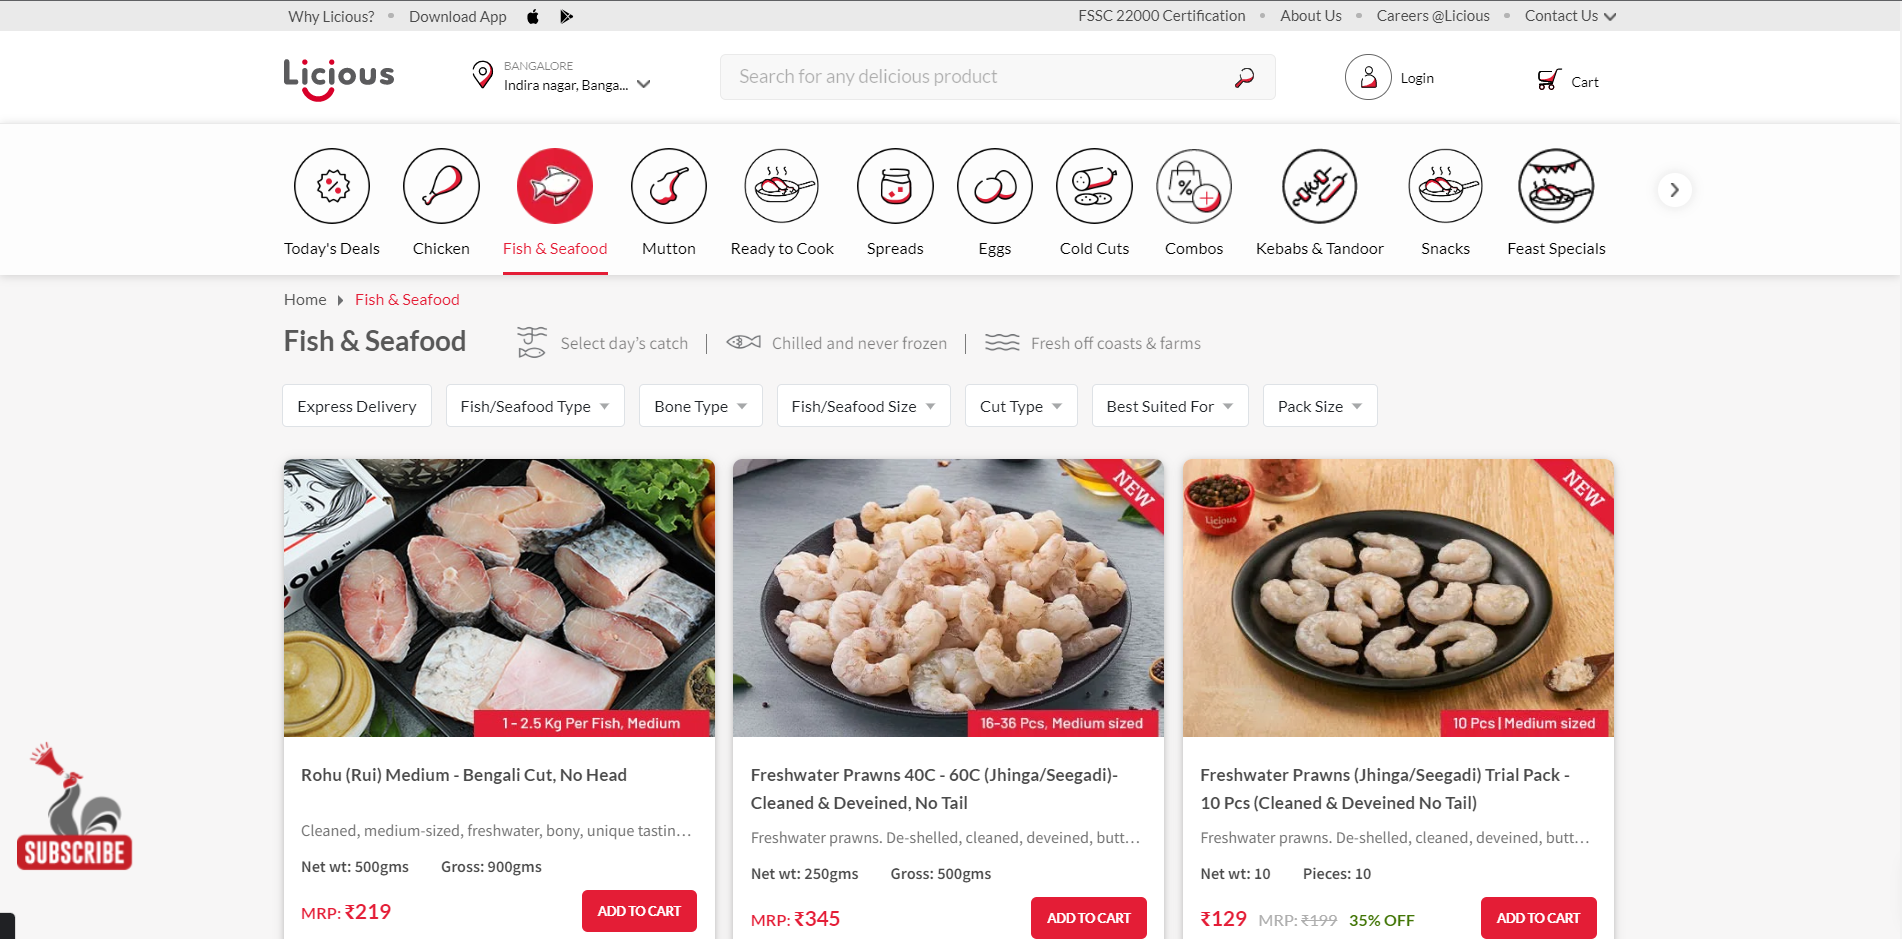 Why Licious?
Download App
FSSC 22000 Certification
About Us
Careers @Licious
Contact Us
Licious
BANGALORE
Indira nagar, Banga...
Search for any delicious product
Login
Cart
Today's Deals
Chicken
Fish & Seafood
Mutton
Ready to Cook
Spreads
Eggs
Cold Cuts
Combos
Kebabs & Tandoor
Snacks
Feast Specials
Home
Fish & Seafood
Fish & Seafood
Select day's catch
Chilled and never frozen
Fresh off coasts & farms
Express Delivery
Fish/Seafood Type
Bone Type
Fish/Seafood Size
Cut Type
Best Suited For
Pack Size
1 - 2.5 Kg Per Fish, Medium
Rohu (Rui) Medium - Bengali Cut, No Head
Cleaned, medium-sized, freshwater, bony, unique tastin...
Net wt: 500gms
Gross: 900gms
MRP: ₹219
ADD TO CART
NEW
16-36 Pcs, Medium sized
Freshwater Prawns 40C - 60C (Jhinga/Seegadi)-
Cleaned & Deveined, No Tail
Freshwater prawns. De-shelled, cleaned, deveined, butt...
Net wt: 250gms
Gross: 500gms
MRP: ₹345
ADD TO CART
NEW
Licious
10 Pcs | Medium sized
Freshwater Prawns (Jhinga/Seegadi) Trial Pack -
10 Pcs (Cleaned & Deveined No Tail)
Freshwater prawns. De-shelled, cleaned, deveined, butt...
Net wt: 10
Pieces: 10
₹129 MRP: ₹199 35% OFF
ADD TO CART
SUBSCRIBE